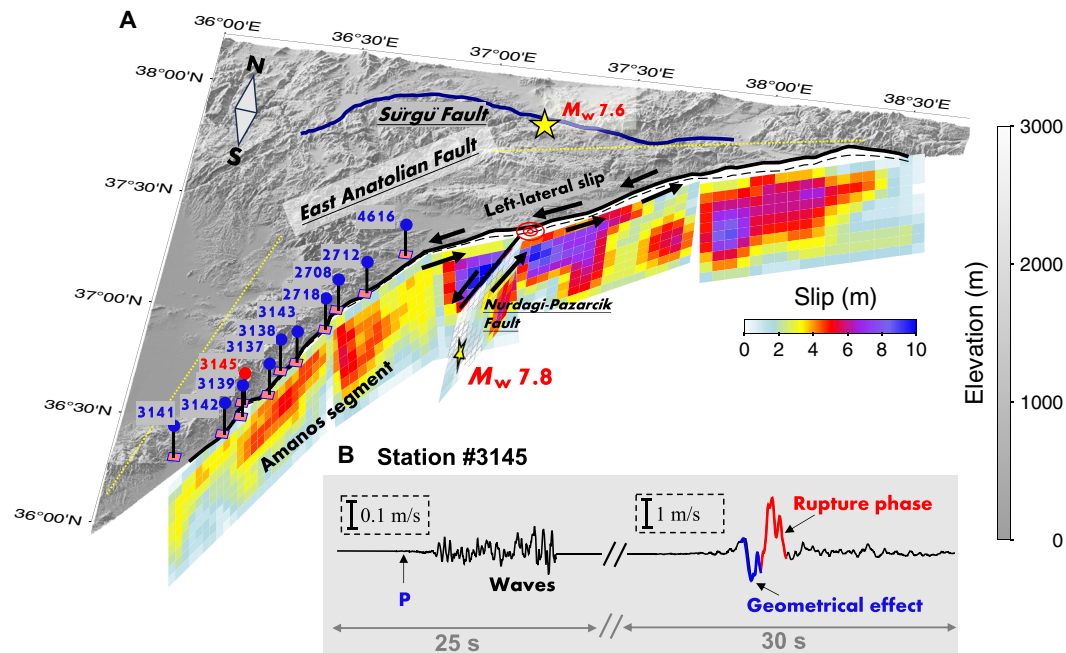 A
36°00'E
36°30'E
37°00'E
37°30'E
38°00'E
38°30'E
38°00'N
37°30'N
37°00'N
36°30'N
36°00'N
N
S
Sürgü Fault
Mw 7.6
East Anatolian Fault
Left-lateral slip
4616
2712
2708
2718
3143
3138
3137
3145
3139
3142
3141
Nurdagi-Pazarcik
Fault
Mw 7.8
Amanos segment
Slip (m)
0 2 4 6 8 10
Elevation (m)
3000
2000
1000
0
B Station #3145
0.1 m/s
1 m/s
Rupture phase
P
Waves
Geometrical effect
25 s
30 s